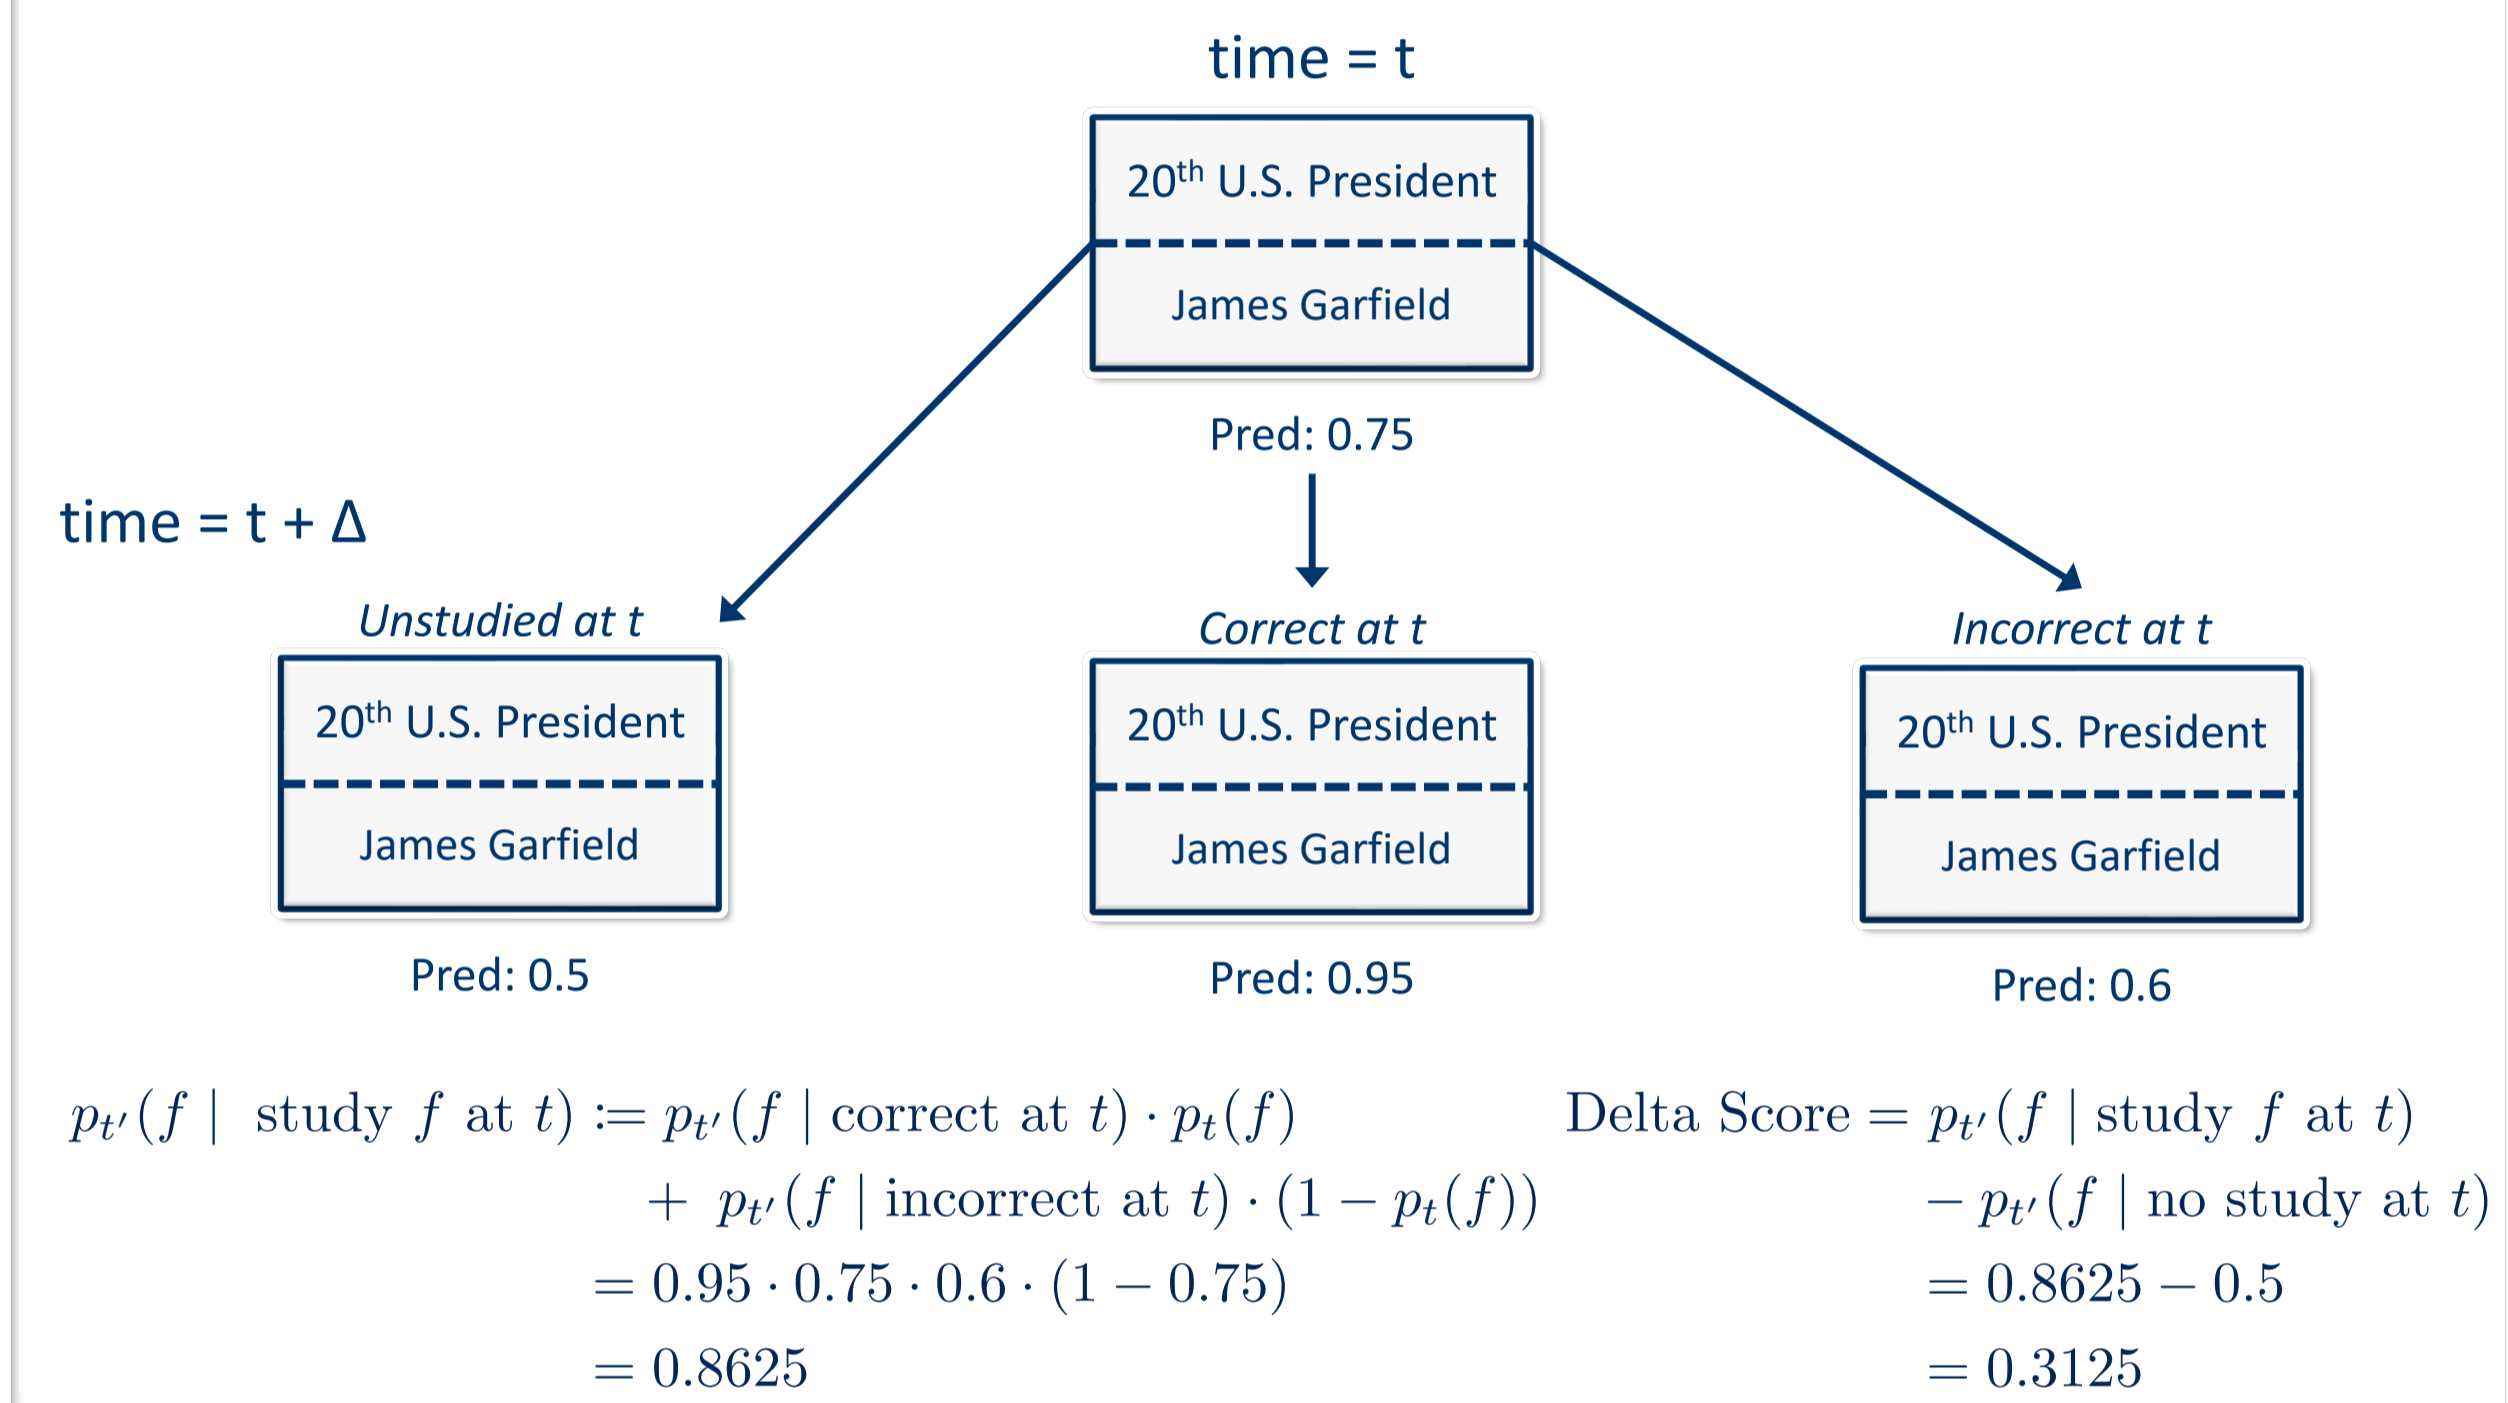 time = t
20th U.S. President
James Garfield
Pred: 0.75
time = t + Δ
Unstudied at t
20th U.S. President
James Garfield
Pred: 0.5
Correct at t
20th U.S. President
James Garfield
Pred: 0.95
Incorrect at t
20th U.S. President
James Garfield
Pred: 0.6
p_{t′}(f | study f at t) := p_{t′}(f | correct at t) · p_t(f)
+ p_{t′}(f | incorrect at t) · (1 − p_t(f))
= 0.95 · 0.75 · 0.6 · (1 − 0.75)
= 0.8625
Delta Score = p_{t′}(f | study f at t)
− p_{t′}(f | no study at t)
= 0.8625 − 0.5
= 0.3125